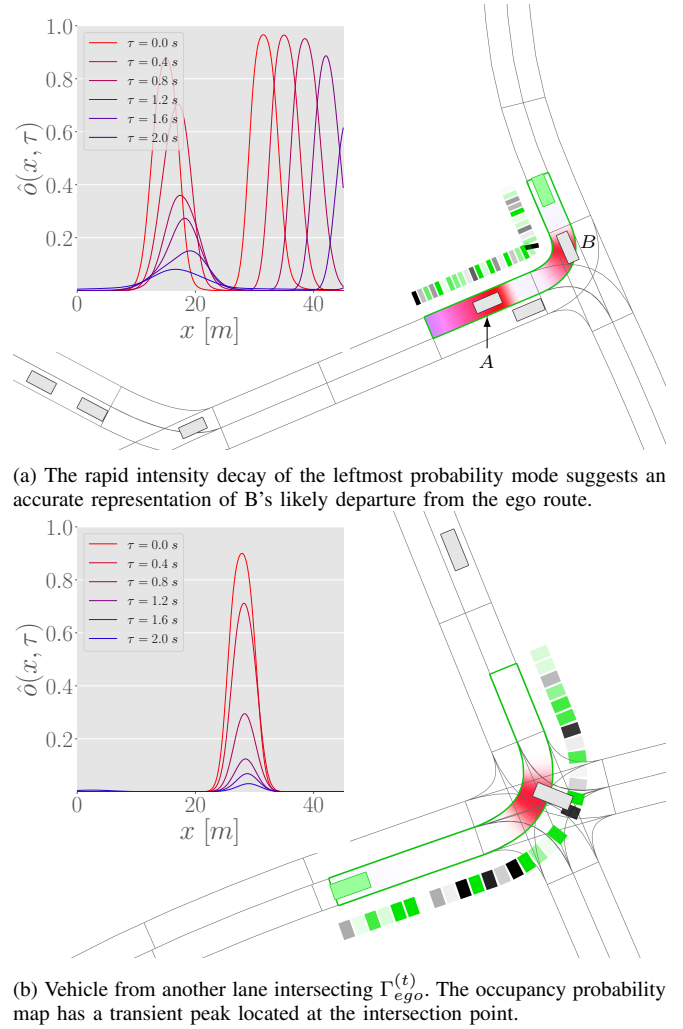 1.0
0.8
0.6
0.4
0.2
ô(x, τ)
τ = 0.0 s
τ = 0.4 s
τ = 0.8 s
τ = 1.2 s
τ = 1.6 s
τ = 2.0 s
0 20 40
x [m]
B
A
(a) The rapid intensity decay of the leftmost probability mode suggests an
accurate representation of B's likely departure from the ego route.
1.0
0.8
0.6
0.4
0.2
ô(x, τ)
τ = 0.0 s
τ = 0.4 s
τ = 0.8 s
τ = 1.2 s
τ = 1.6 s
τ = 2.0 s
0 20 40
x [m]
(b) Vehicle from another lane intersecting Γ_{ego}^{(t)}. The occupancy probability
map has a transient peak located at the intersection point.